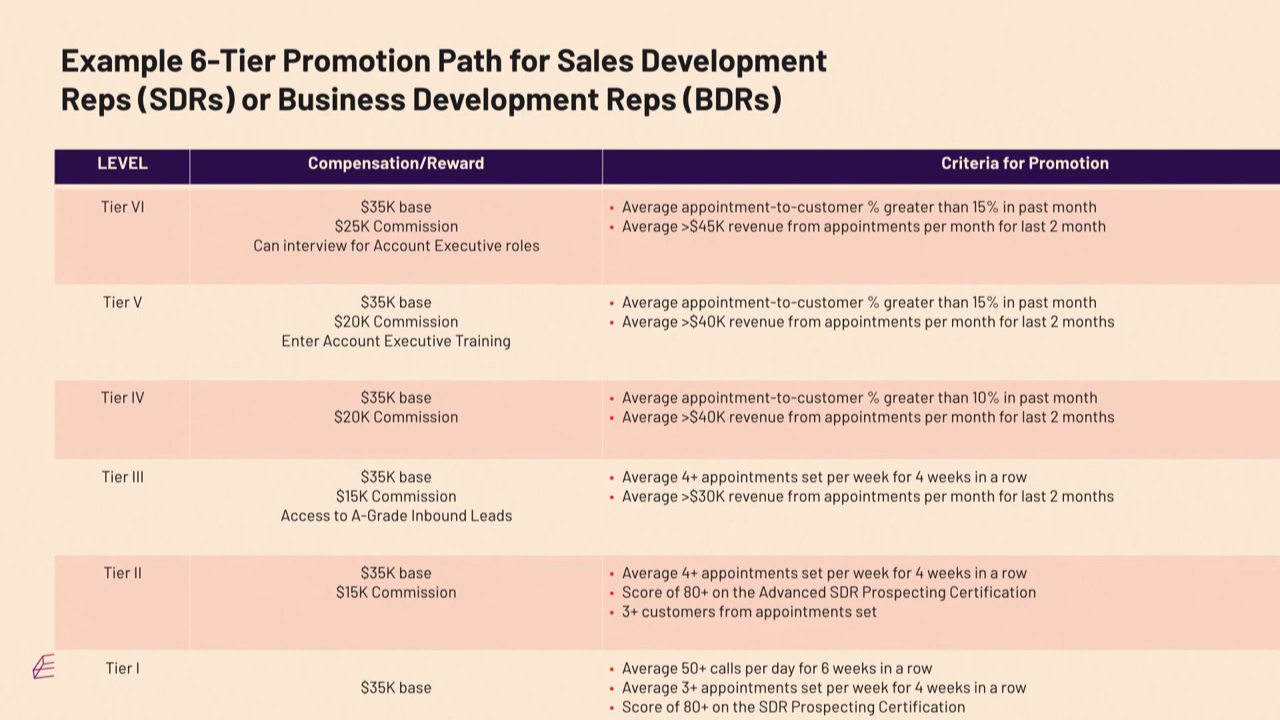 Example 6-Tier Promotion Path for Sales Development
Reps (SDRs) or Business Development Reps (BDRs)
LEVEL Compensation/Reward Criteria for Promotion
Tier VI
$35K base
$25K Commission
Can interview for Account Executive roles
• Average appointment-to-customer % greater than 15% in past month
• Average >$45K revenue from appointments per month for last 2 month
Tier V
$35K base
$20K Commission
Enter Account Executive Training
• Average appointment-to-customer % greater than 15% in past month
• Average >$40K revenue from appointments per month for last 2 months
Tier IV
$35K base
$20K Commission
• Average appointment-to-customer % greater than 10% in past month
• Average >$40K revenue from appointments per month for last 2 months
Tier III
$35K base
$15K Commission
Access to A-Grade Inbound Leads
• Average 4+ appointments set per week for 4 weeks in a row
• Average >$30K revenue from appointments per month for last 2 months
Tier II
$35K base
$15K Commission
• Average 4+ appointments set per week for 4 weeks in a row
• Score of 80+ on the Advanced SDR Prospecting Certification
• 3+ customers from appointments set
Tier I
$35K base
• Average 50+ calls per day for 6 weeks in a row
• Average 3+ appointments set per week for 4 weeks in a row
• Score of 80+ on the SDR Prospecting Certification